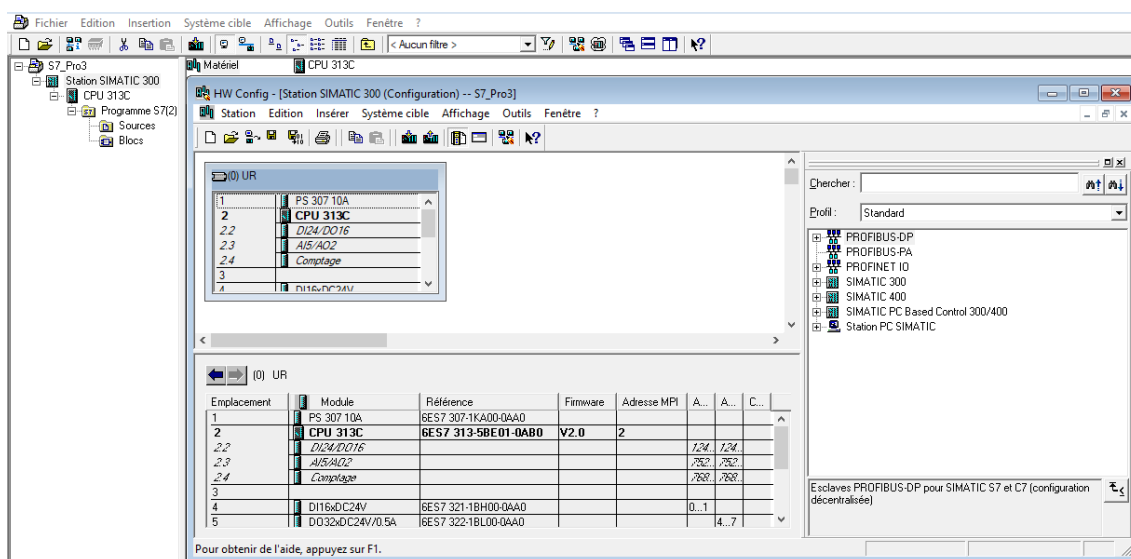 Fichier Edition Insertion Système cible Affichage Outils Fenêtre ?
< Aucun filtre >
S7_Pro3
Station SIMATIC 300
CPU 313C
Programme S7(2)
Sources
Blocs
Matériel CPU 313C
HW Config - [Station SIMATIC 300 (Configuration) -- S7_Pro3]
Station Edition Insérer Système cible Affichage Outils Fenêtre ?
(0) UR
1 PS 307 10A
2 CPU 313C
2.2 DI24/DO16
2.3 AI5/AO2
2.4 Comptage
3
4 DI16xDC24V
Chercher :
Profil : Standard
PROFIBUS-DP
PROFIBUS-PA
PROFINET IO
SIMATIC 300
SIMATIC 400
SIMATIC PC Based Control 300/400
Station PC SIMATIC
(0) UR
Emplacement Module Référence Firmware Adresse MPI A... A... C...
1 PS 307 10A 6ES7 307-1KA00-0AA0
2 CPU 313C 6ES7 313-5BE01-0AB0 V2.0 2
2.2 DI24/DO16 124... 124...
2.3 AI5/AO2 752... 752...
2.4 Comptage 768... 768...
3
4 DI16xDC24V 6ES7 321-1BH00-0AA0 0...1
5 DO32xDC24V/0.5A 6ES7 322-1BL00-0AA0 4...7
Esclaves PROFIBUS-DP pour SIMATIC S7 et C7 (configuration
décentralisée)
Pour obtenir de l'aide, appuyez sur F1.